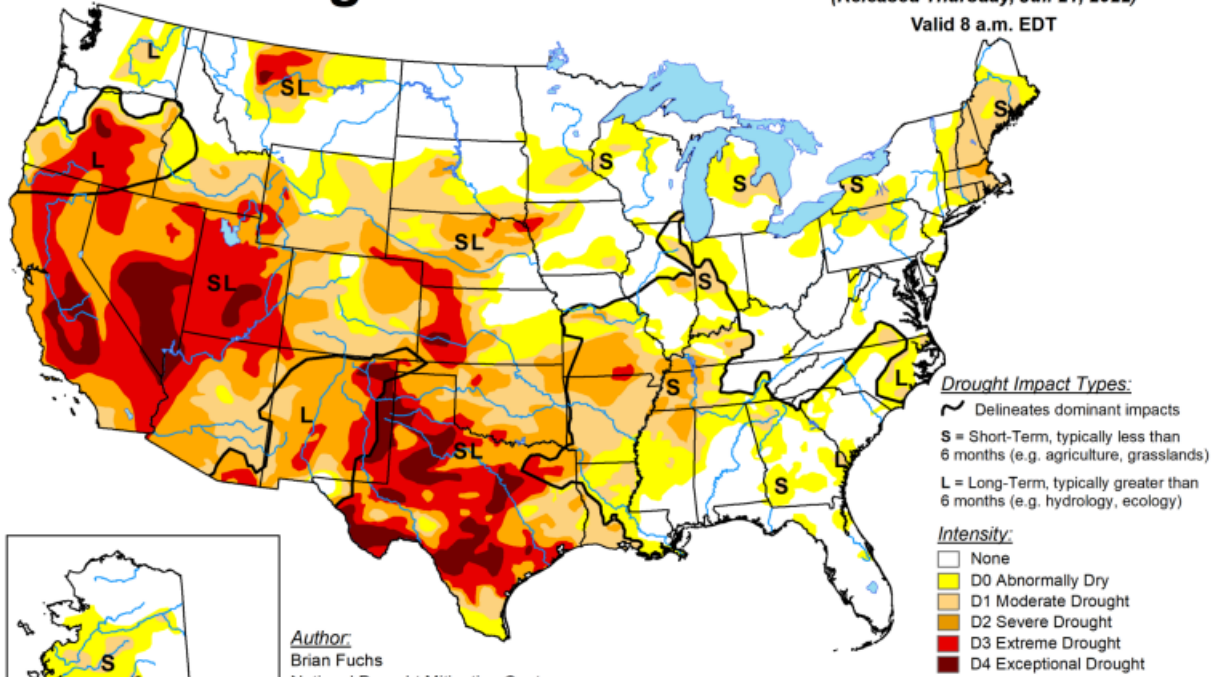 Valid 8 a.m. EDT
L
SL
S
L
S
S
S
SL
SL
S
L
S
L
L
SL
S
Drought Impact Types:
Delineates dominant impacts
S = Short-Term, typically less than
6 months (e.g. agriculture, grasslands)
L = Long-Term, typically greater than
6 months (e.g. hydrology, ecology)
Intensity:
None
D0 Abnormally Dry
D1 Moderate Drought
D2 Severe Drought
D3 Extreme Drought
D4 Exceptional Drought
S
Author:
Brian Fuchs